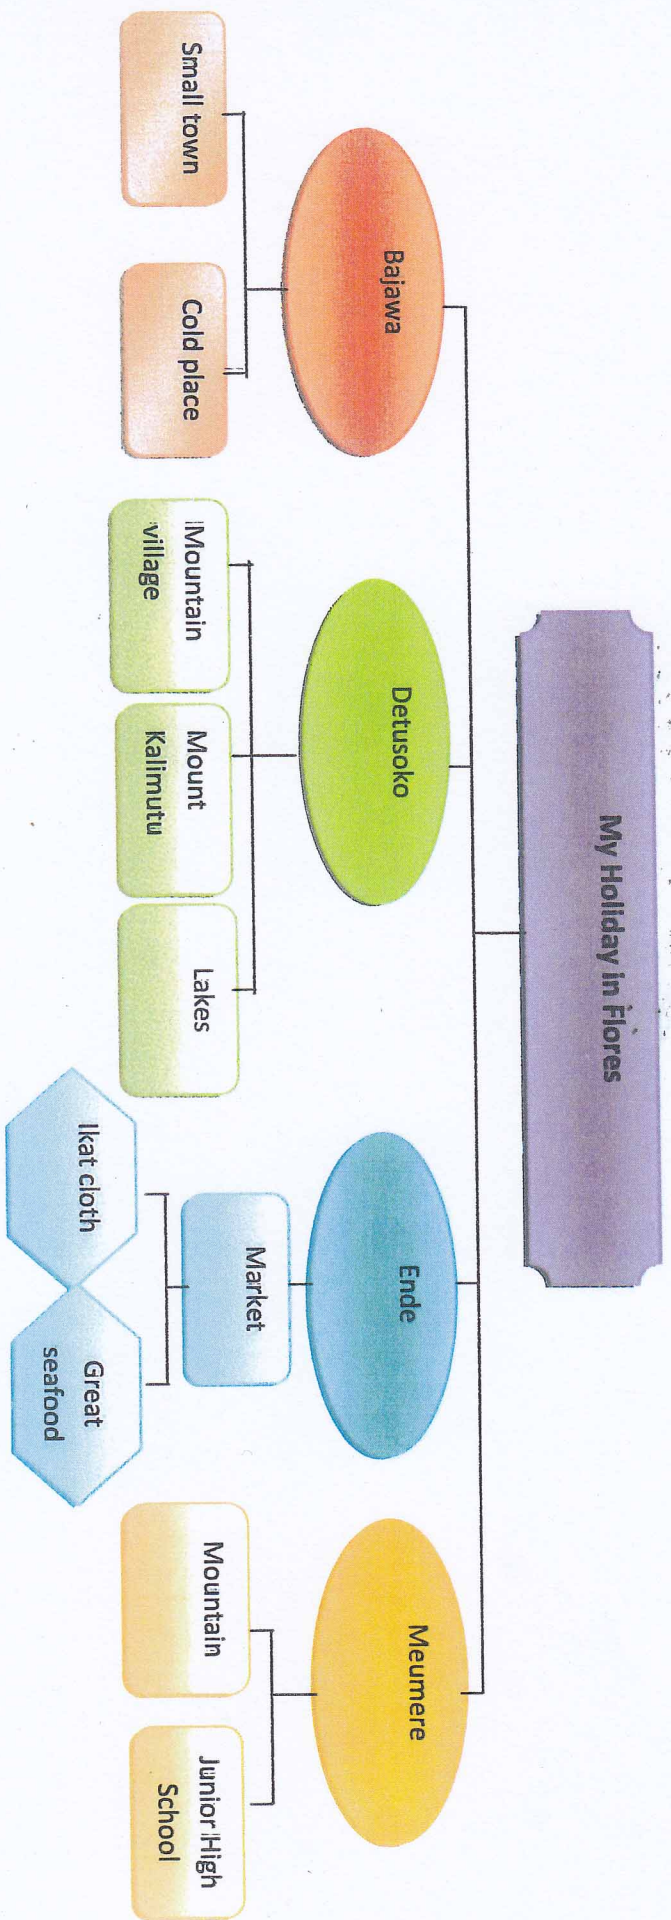 My Holiday in Flores
Bajawa
Detusoko
Ende
Meumere
Small town
Cold place
Mountain
village
Mount
Kalimutu
Lakes
Market
Mountain
Junior High
School
Ikat cloth
Great
seafood